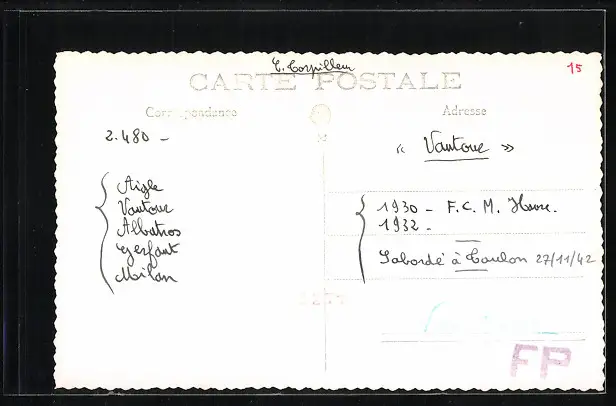 C. Torpilleur
CARTE POSTALE
15
Correspondance
Adresse
2.480 -
« Vautour »
Aigle
Vautour
Albatros
Gerfaut
Milan
1930 - F. C. M. Havre.
1932 -
Sabordé à Toulon 27/11/42
FP